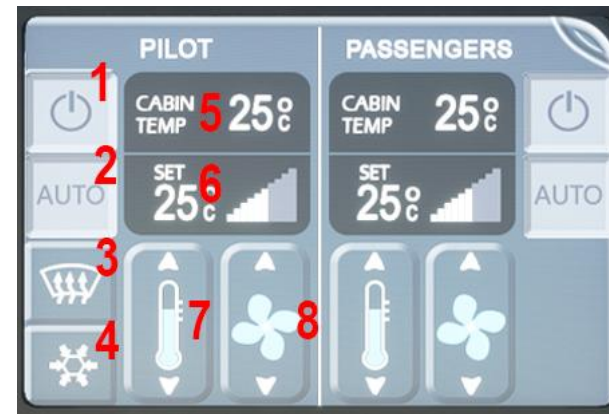 PILOT
PASSENGERS
1
CABIN TEMP 5 25°C
CABIN TEMP 25°C
2
AUTO
SET 6
25°C
SET
25°C
AUTO
3
7
8
4